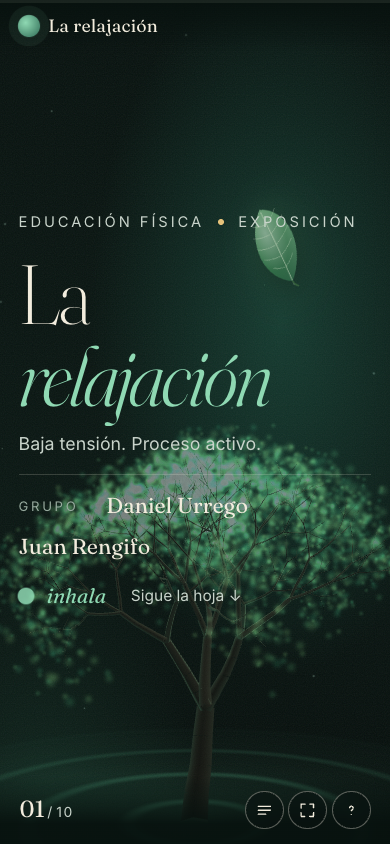 La relajación
EDUCACIÓN FÍSICA • EXPOSICIÓN
La
relajación
Baja tensión. Proceso activo.
GRUPO Daniel Urrego
Juan Rengifo
inhala Sigue la hoja ↓
01 / 10 ?